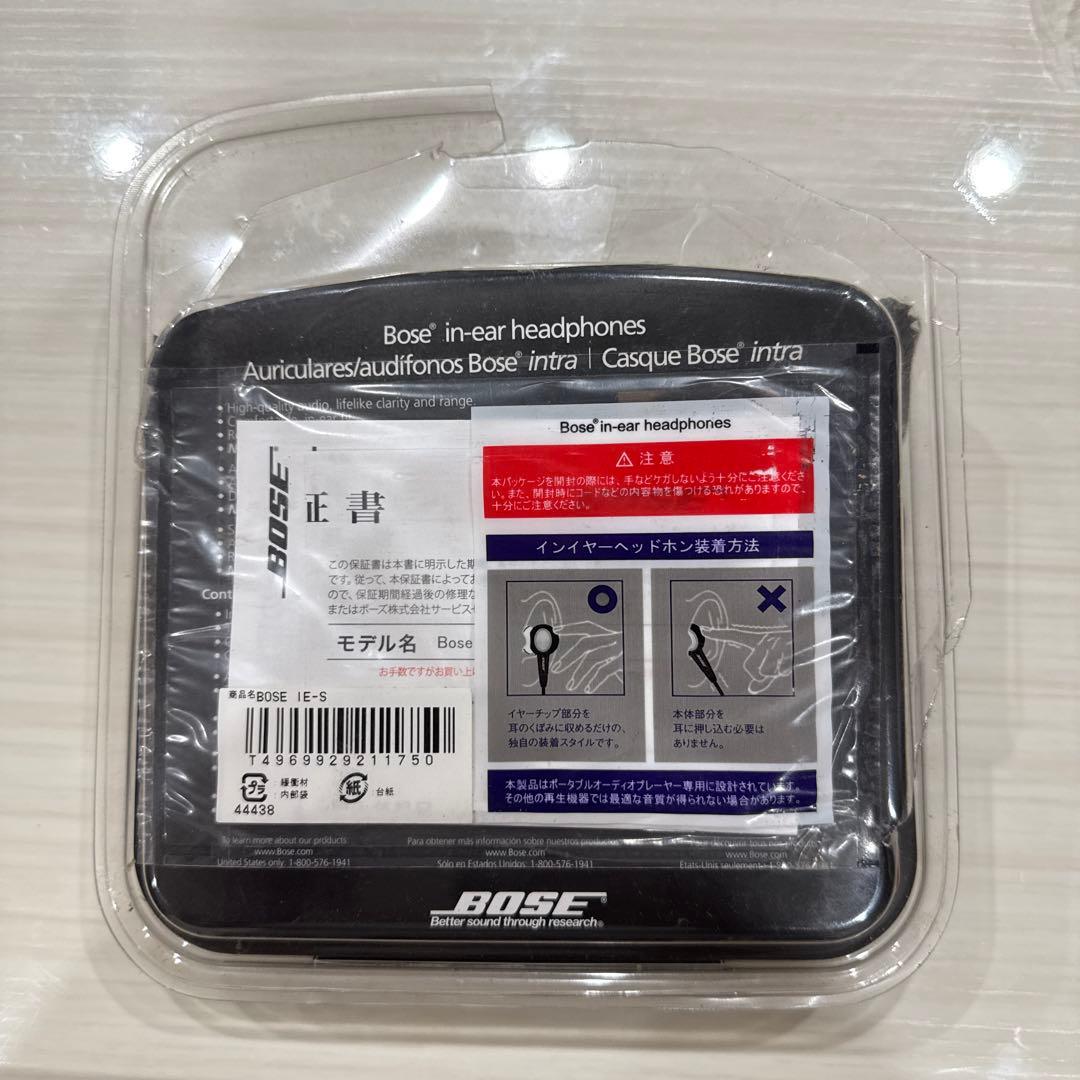 Bose® in-ear headphones
Auriculares/audífonos Bose® intra | Casque Bose® intra
• High-quality audio, lifelike clarity and range.
BOSE
証書
この保証書は本書に明示した期
です。従って、本保証書によってお
ので、保証期間経過後の修理な
またはボーズ株式会社サービスセ
モデル名 Bose
お手数ですがお買い上
商品名BOSE IE-S
T4969929211750
プラ
:緩衝材
:内部袋
紙
台紙
44438
Bose® in-ear headphones
⚠注意
本パッケージを開封の際には、手などケガしないよう十分にご注意くださ
い。また、開封時にコードなどの内容物を傷つける恐れがありますので、
十分にご注意ください。
インイヤーヘッドホン装着方法
イヤーチップ部分を
耳のくぼみに収めるだけの、
独自の装着スタイルです。
本体部分を
耳に押し込む必要は
ありません。
本製品はポータブルオーディオプレーヤー専用に設計されています。
その他の再生機器では最適な音質が得られない場合があります。
To learn more about our products
www.Bose.com
United States only: 1-800-576-1941
Para obtener más información sobre nuestros productos
www.Bose.com
Sólo en Estados Unidos: 1-800-576-1941
www.Bose.com
États-Unis seulement
BOSE®
Better sound through research®